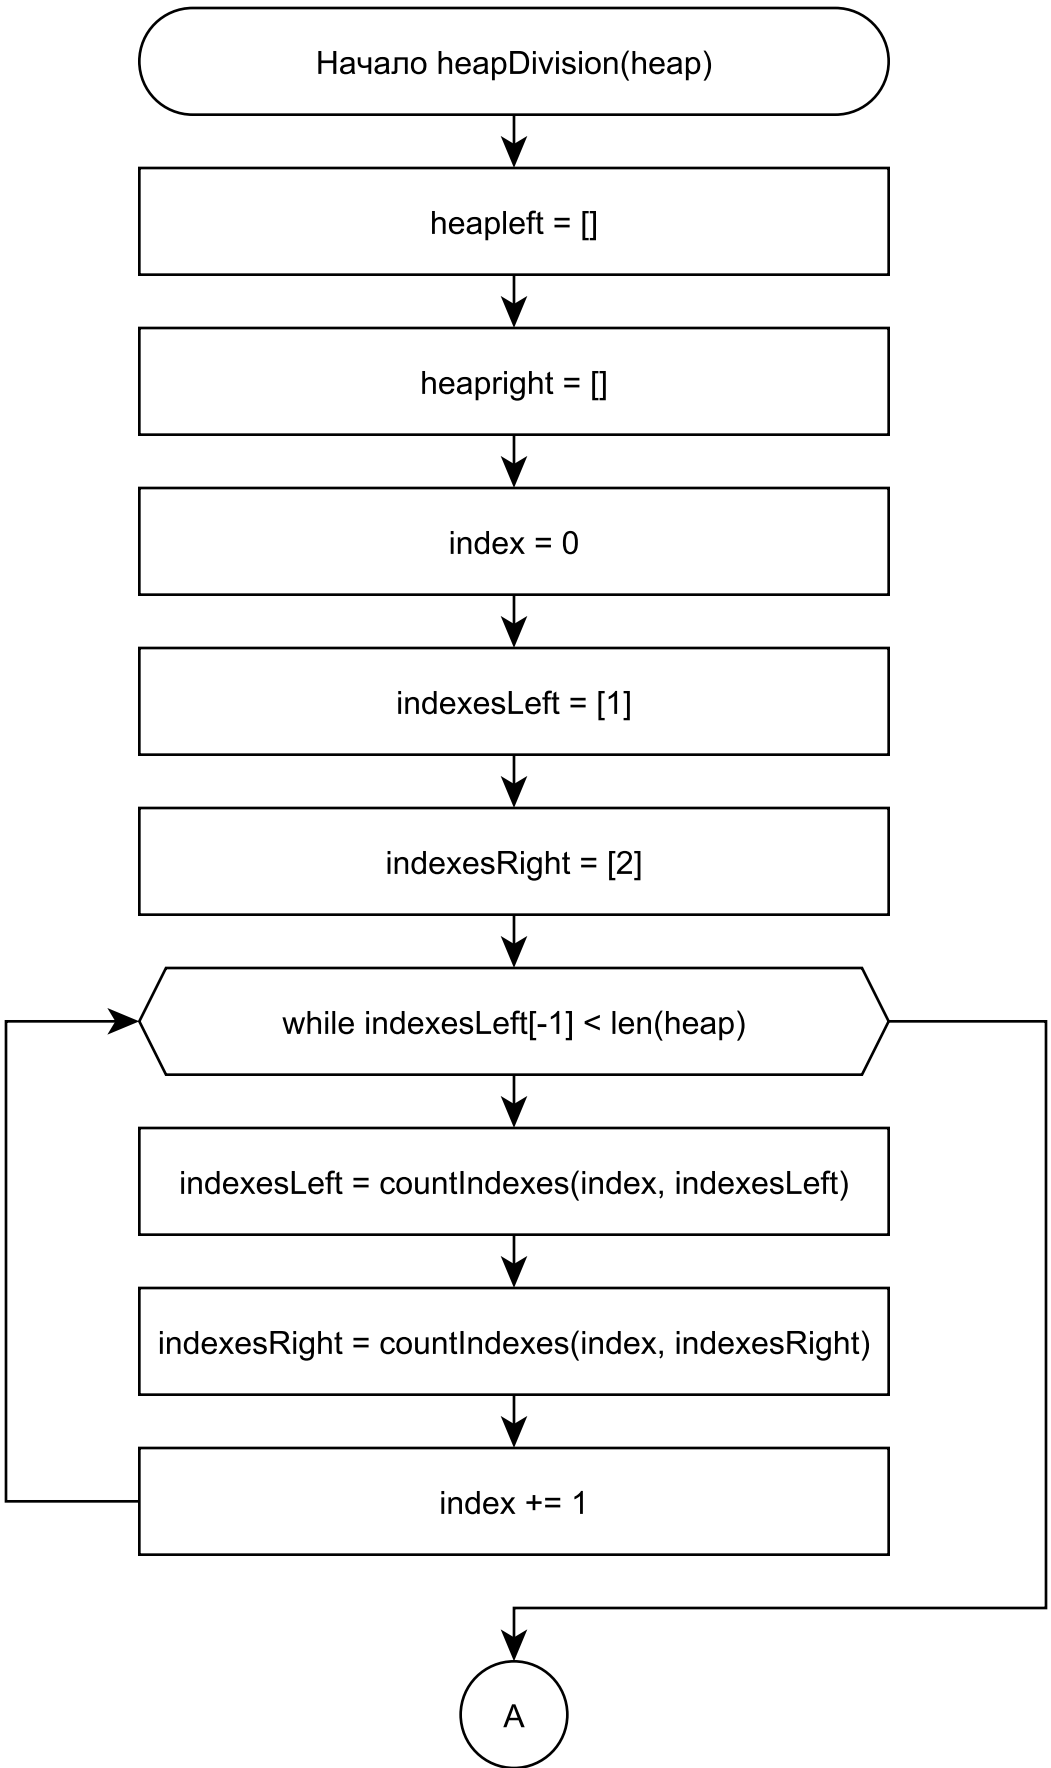 Начало heapDivision(heap)
heapleft = []
heapright = []
index = 0
indexesLeft = [1]
indexesRight = [2]
while indexesLeft[-1] < len(heap)
indexesLeft = countIndexes(index, indexesLeft)
indexesRight = countIndexes(index, indexesRight)
index += 1
A